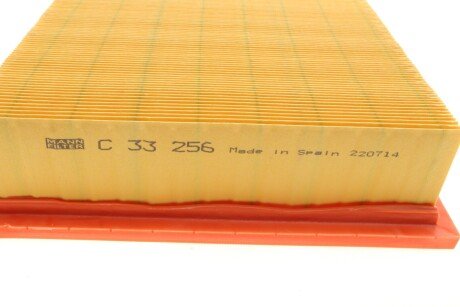 MANN
FILTER
C 33 256 Made in Spain 220714